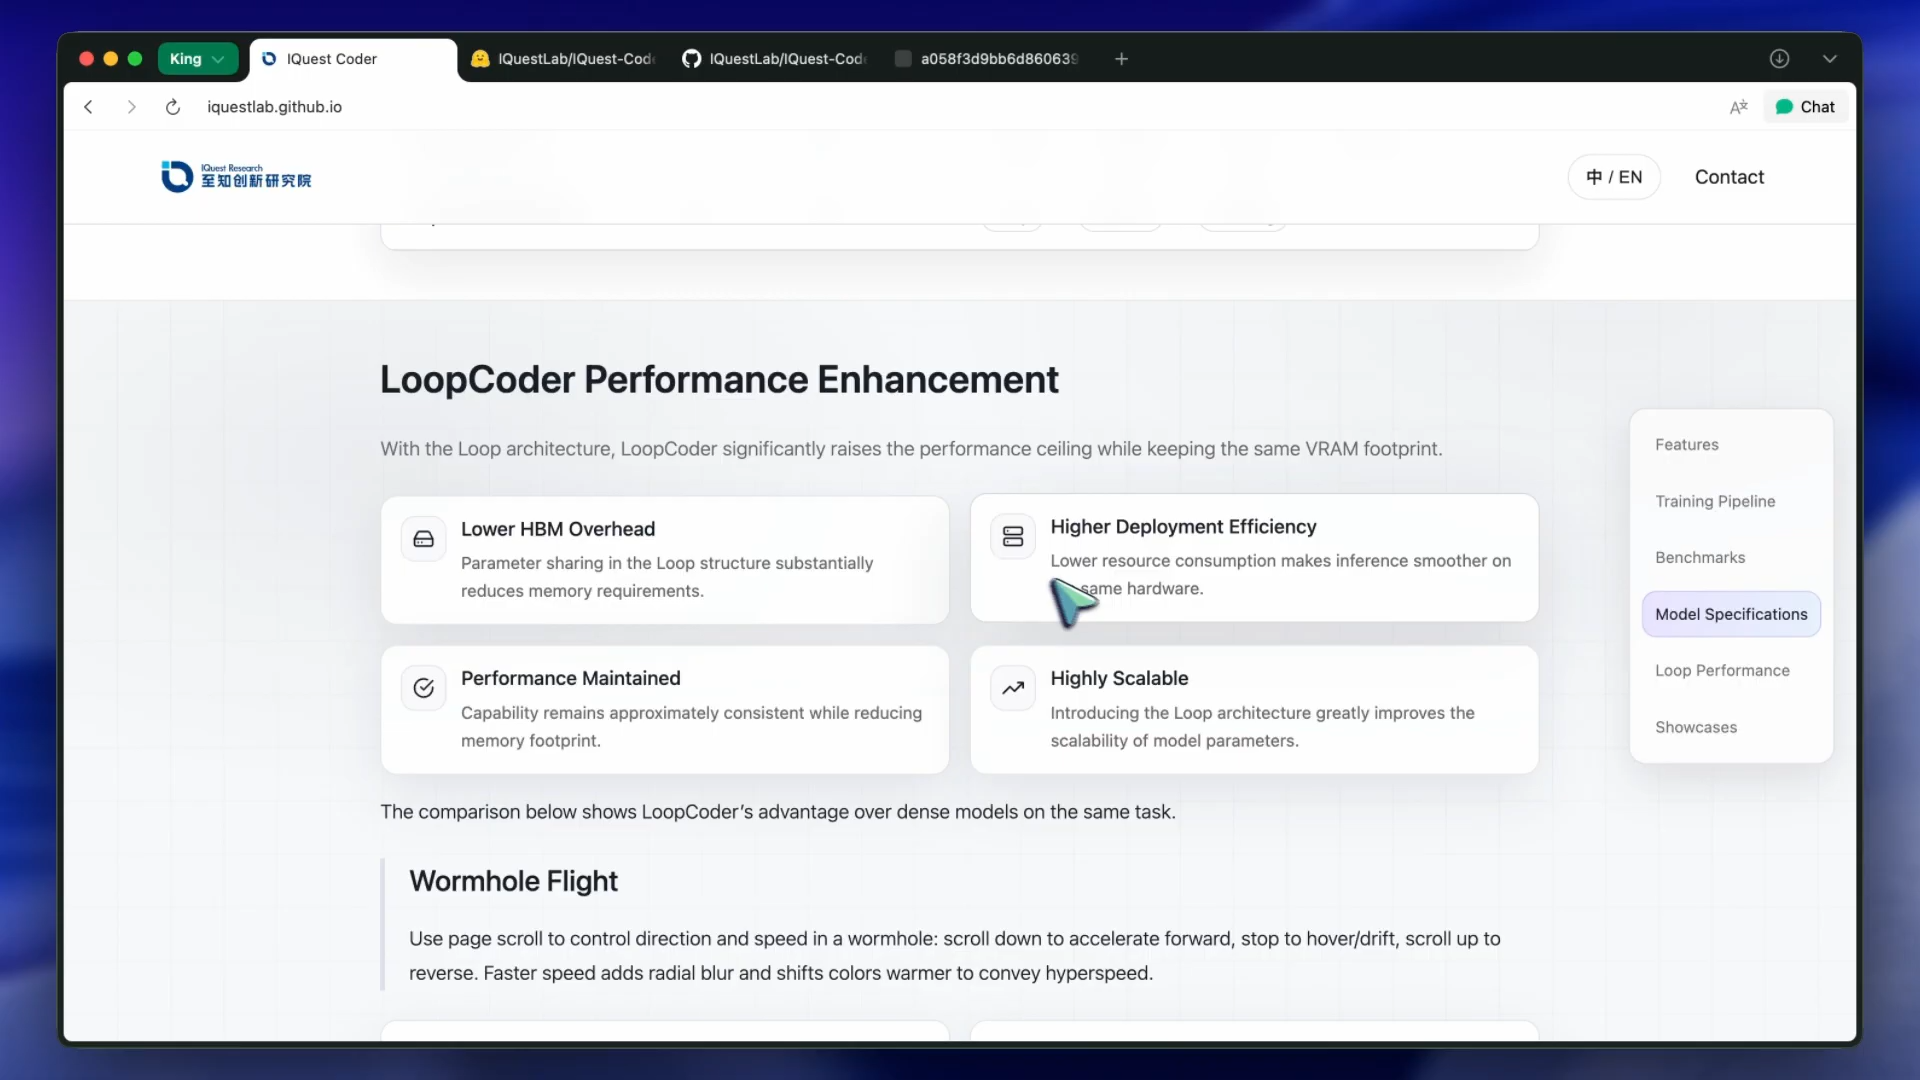 King
IQuest Coder
IQuestLab/IQuest-Cod
IQuestLab/IQuest-Cod
a058f3d9bb6d860639
iquestlab.github.io
Chat
IQuest Research
至知创新研究院
中 / EN
Contact
LoopCoder Performance Enhancement
With the Loop architecture, LoopCoder significantly raises the performance ceiling while keeping the same VRAM footprint.
Lower HBM Overhead
Parameter sharing in the Loop structure substantially
reduces memory requirements.
Higher Deployment Efficiency
Lower resource consumption makes inference smoother on
same hardware.
Performance Maintained
Capability remains approximately consistent while reducing
memory footprint.
Highly Scalable
Introducing the Loop architecture greatly improves the
scalability of model parameters.
The comparison below shows LoopCoder’s advantage over dense models on the same task.
Wormhole Flight
Use page scroll to control direction and speed in a wormhole: scroll down to accelerate forward, stop to hover/drift, scroll up to
reverse. Faster speed adds radial blur and shifts colors warmer to convey hyperspeed.
Features
Training Pipeline
Benchmarks
Model Specifications
Loop Performance
Showcases